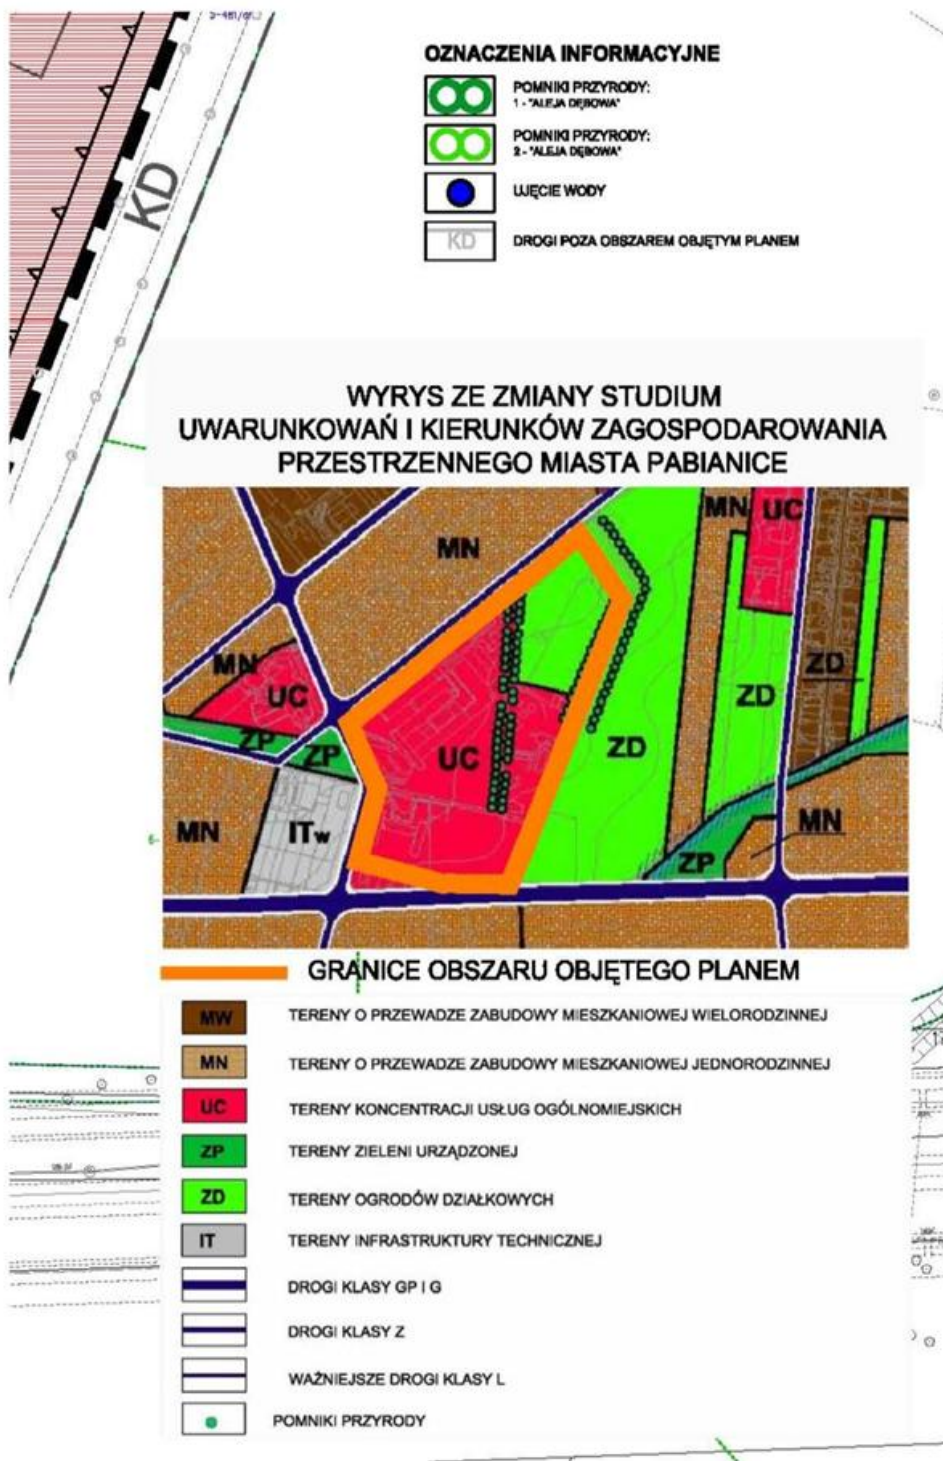 KD
OZNACZENIA INFORMACYJNE
POMNIKI PRZYRODY:
1 - "ALEJA DĘBOWA"
POMNIKI PRZYRODY:
2 - "ALEJA DĘBOWA"
UJĘCIE WODY
KD
DROGI POZA OBSZAREM OBJĘTYM PLANEM
WYRYS ZE ZMIANY STUDIUM
UWARUNKOWAŃ I KIERUNKÓW ZAGOSPODAROWANIA
PRZESTRZENNEGO MIASTA PABIANICE
MN
MN
UC
MN
UC
ZP
ZP
UC
ZD
ZD
ZD
MN
ITw
ZP
MN
GRANICE OBSZARU OBJĘTEGO PLANEM
MW TERENY O PRZEWADZE ZABUDOWY MIESZKANIOWEJ WIELORODZINNEJ
MN TERENY O PRZEWADZE ZABUDOWY MIESZKANIOWEJ JEDNORODZINNEJ
UC TERENY KONCENTRACJI USŁUG OGÓLNOMIEJSKICH
ZP TERENY ZIELENI URZĄDZONEJ
ZD TERENY OGRODÓW DZIAŁKOWYCH
IT TERENY INFRASTRUKTURY TECHNICZNEJ
DROGI KLASY GP I G
DROGI KLASY Z
WAŻNIEJSZE DROGI KLASY L
POMNIKI PRZYRODY